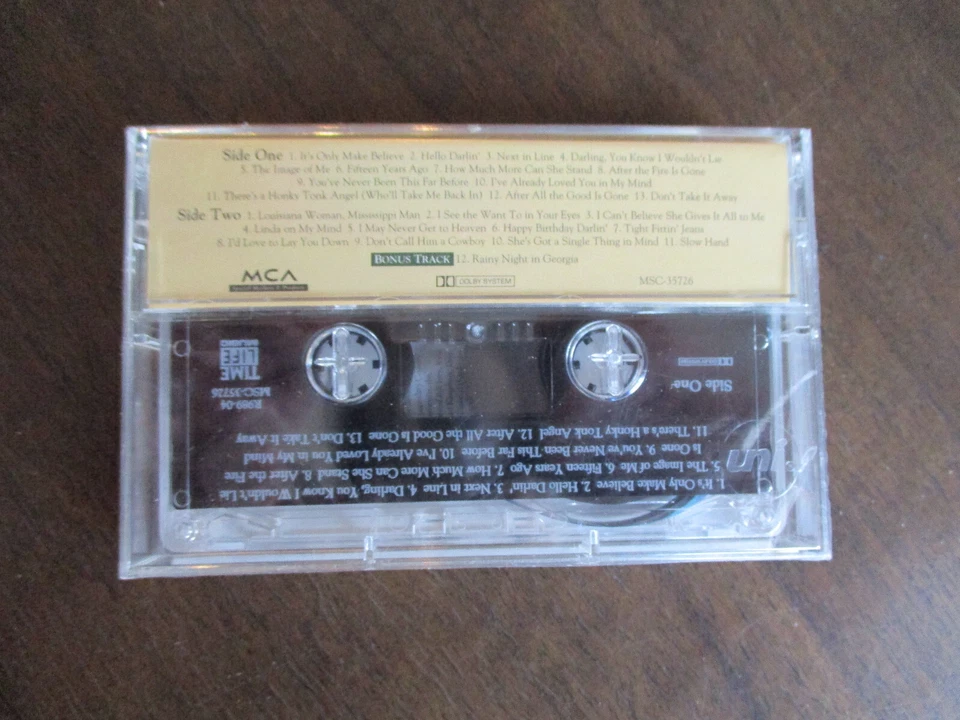 Side One 1. It's Only Make Believe 2. Hello Darlin' 3. Next in Line 4. Darling, You Know I Wouldn't Lie
5. The Image of Me 6. Fifteen Years Ago 7. How Much More Can She Stand 8. After the Fire Is Gone
9. You've Never Been This Far Before 10. I've Already Loved You in My Mind
11. There's a Honky Tonk Angel (Who'll Take Me Back In) 12. After All the Good Is Gone 13. Don't Take It Away
Side Two 1. Louisiana Woman, Mississippi Man 2. I See the Want To in Your Eyes 3. I Can't Believe She Gives It All to Me
4. Linda on My Mind 5. I May Never Get to Heaven 6. Happy Birthday Darlin' 7. Tight Fittin' Jeans
8. I'd Love to Lay You Down 9. Don't Call Him a Cowboy 10. She's Got a Single Thing in Mind 11. Slow Hand
BONUS TRACK 12. Rainy Night in Georgia
MCA
DOLBY SYSTEM
MSC-35726
1. It's Only Make Believe 2. Hello Darlin' 3. Next in Line 4. Darling, You Know I Wouldn't Lie
5. The Image of Me 6. Fifteen Years Ago 7. How Much More Can She Stand 8. After the Fire
Is Gone 9. You've Never Been This Far Before 10. I've Already Loved You in My Mind
11. There's a Honky Tonk Angel 12. After All the Good Is Gone 13. Don't Take It Away
Side One
R989-04
MSC-35726
TIME
LIFE
MUSIC